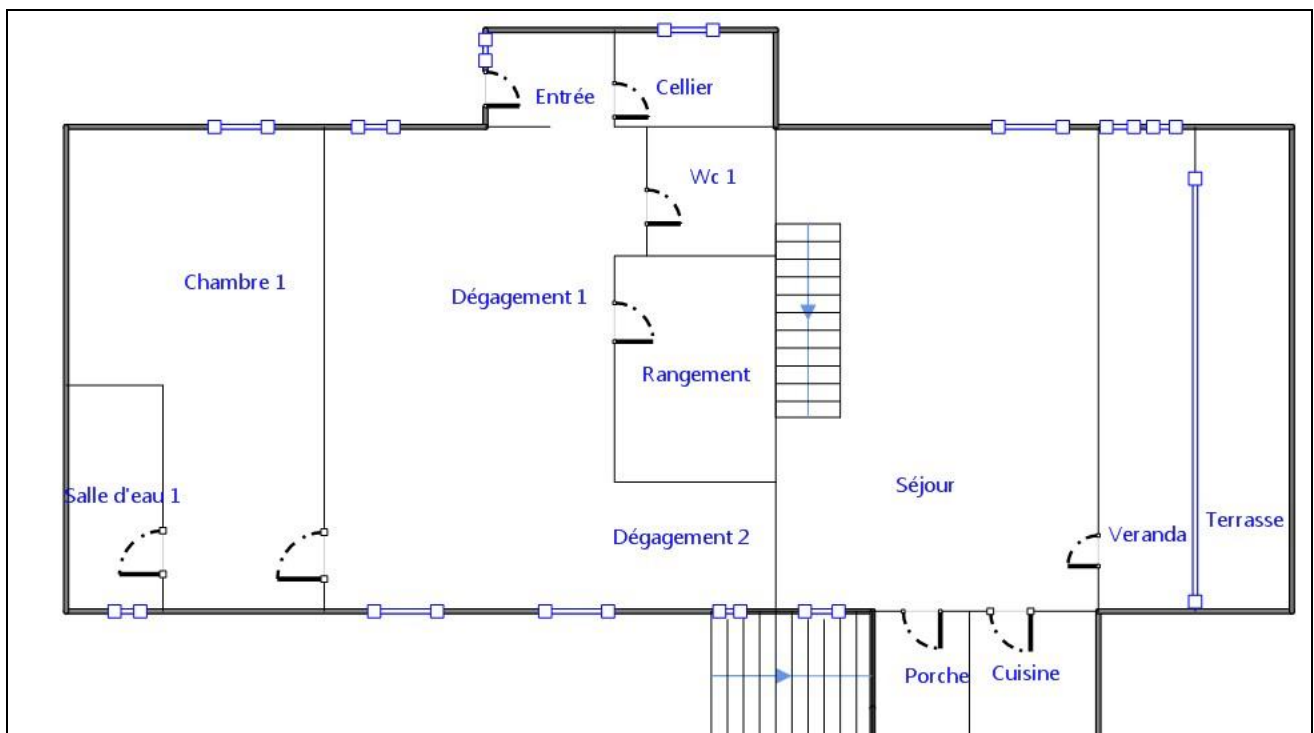 Entrée
Cellier
Wc 1
Chambre 1
Dégagement 1
Rangement
Salle d'eau 1
Séjour
Dégagement 2
Veranda
Terrasse
Porche
Cuisine